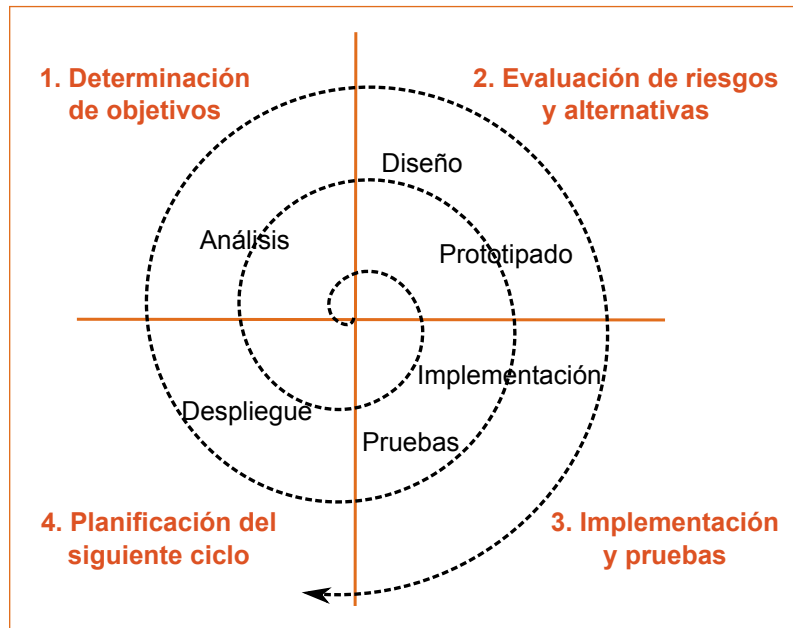 1. Determinación
de objetivos
2. Evaluación de riesgos
y alternativas
Diseño
Análisis
Prototipado
Implementación
Despliegue
Pruebas
4. Planificación del
siguiente ciclo
3. Implementación
y pruebas